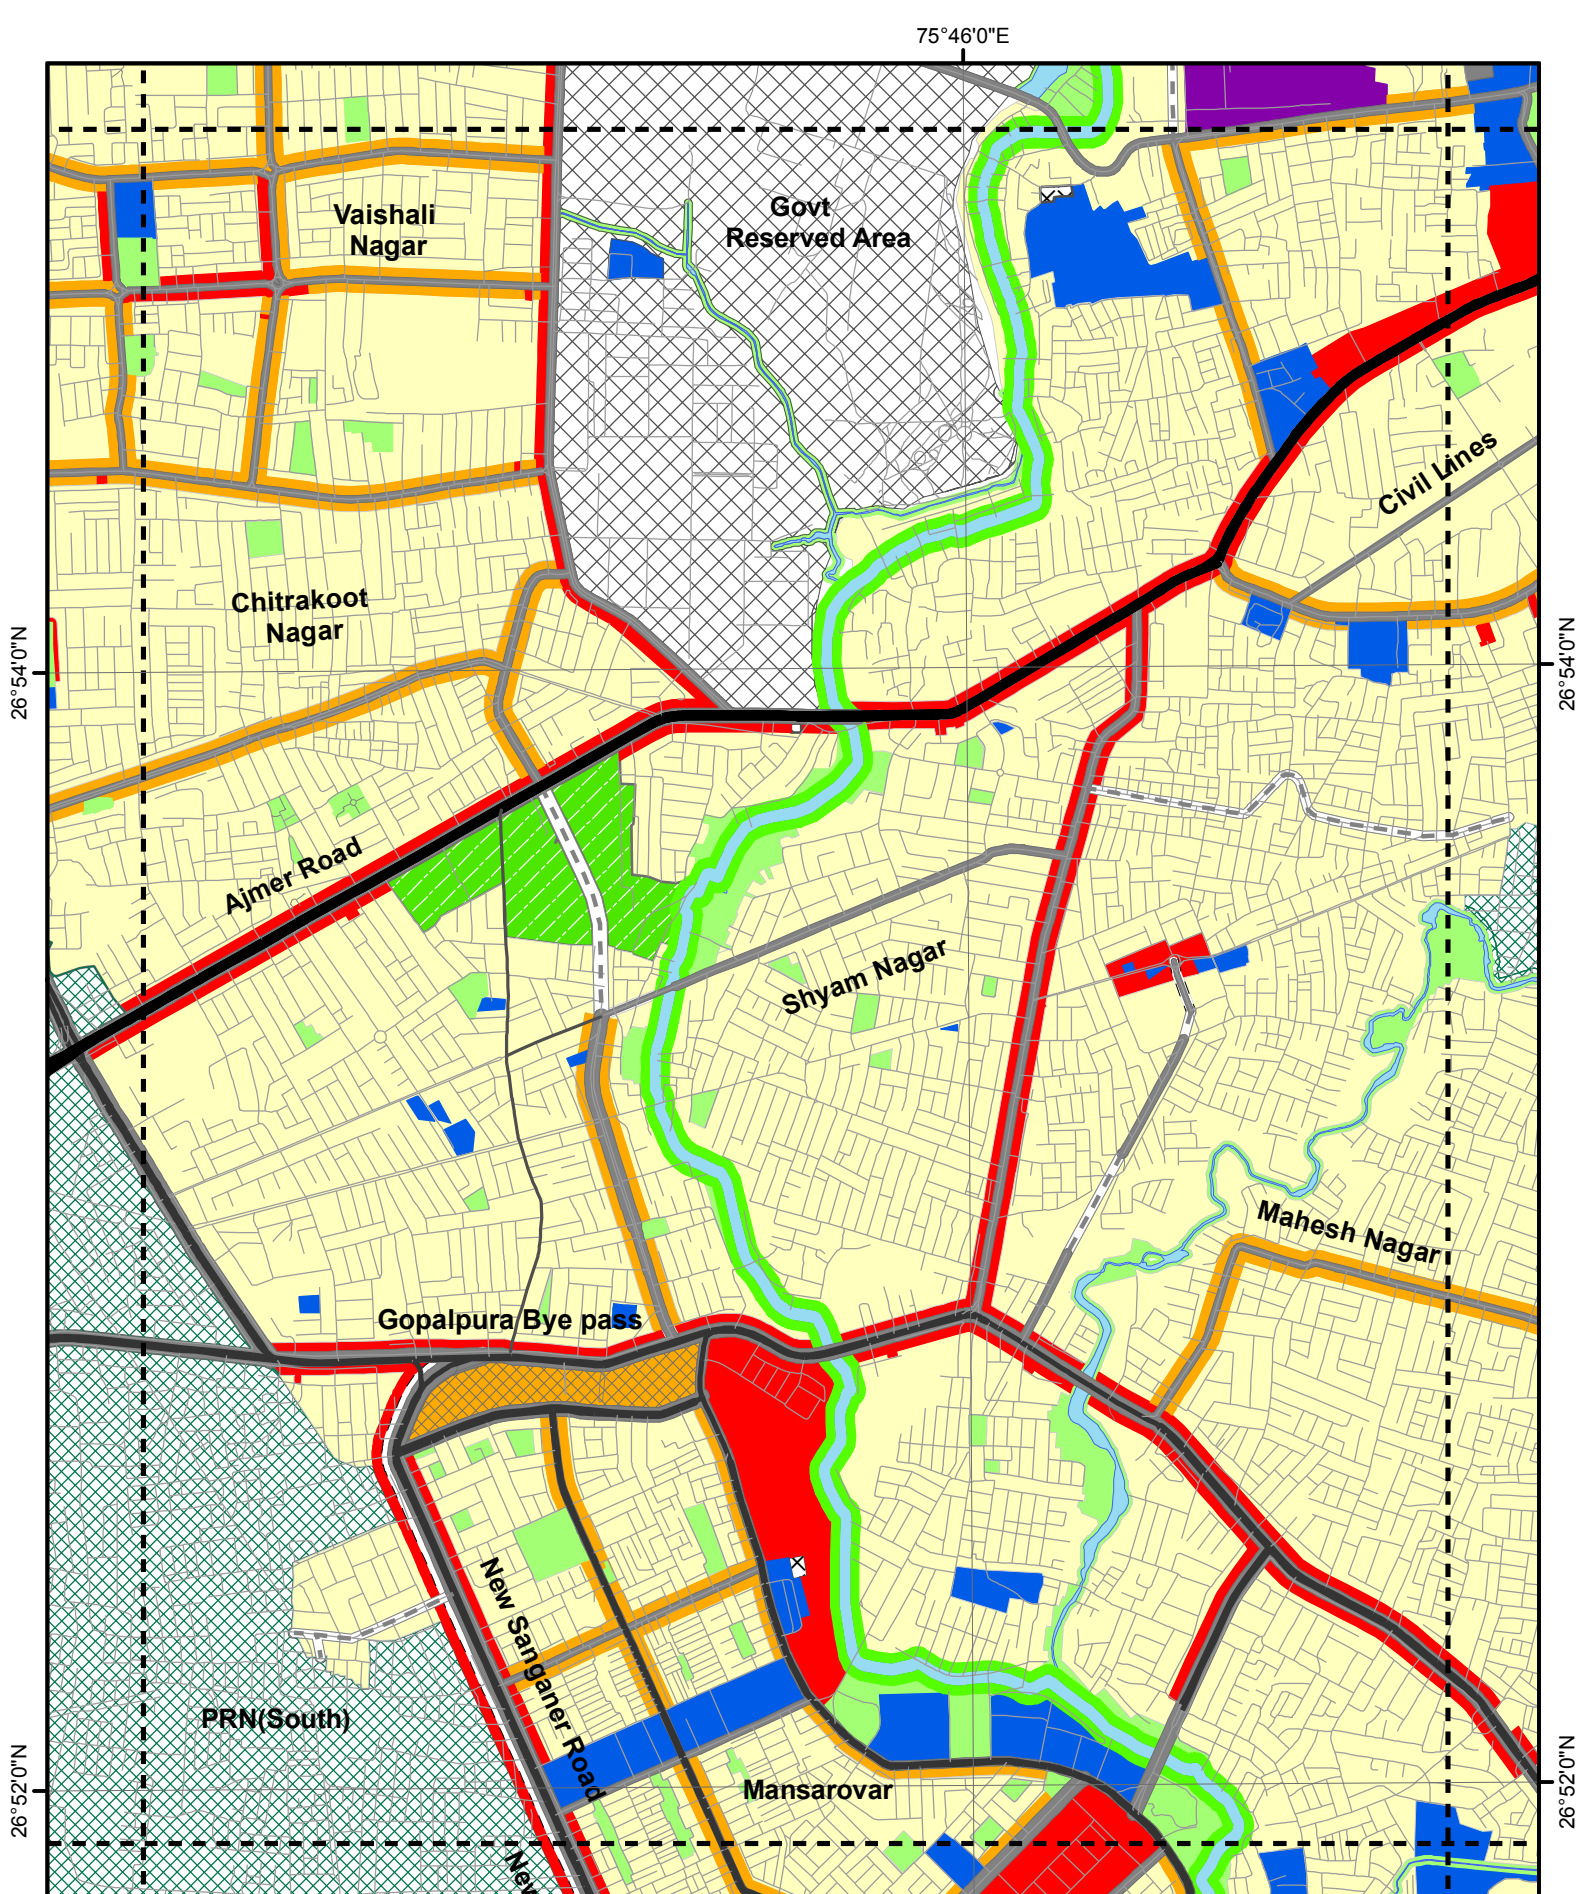 75°46'0"E
Vaishali
Nagar
Govt
Reserved Area
Civil Lines
Chitrakoot
Nagar
26°54'0"N
26°54'0"N
Ajmer Road
Shyam Nagar
Mahesh Nagar
Gopalpura Bye pass
New Sanganer Road
PRN(South)
26°52'0"N
26°52'0"N
Mansarovar
New